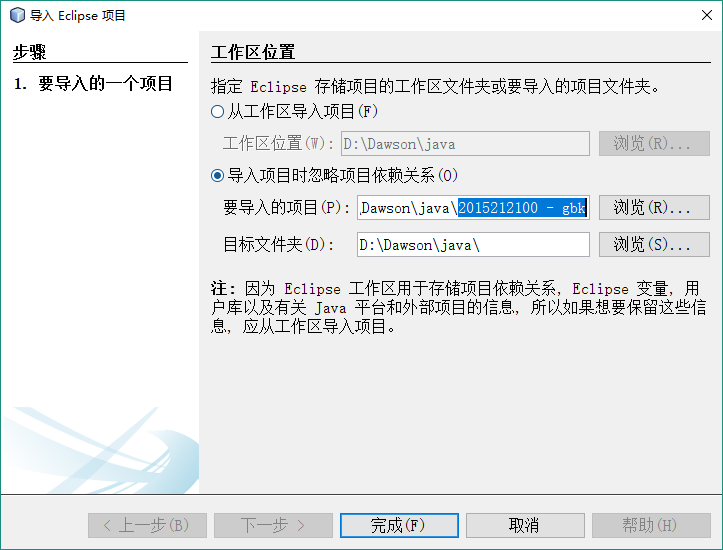 导入 Eclipse 项目
步骤
1. 要导入的一个项目
工作区位置
指定 Eclipse 存储项目的工作区文件夹或要导入的项目文件夹。
从工作区导入项目(F)
工作区位置(W): D:\Dawson\java 浏览(R)...
导入项目时忽略项目依赖关系(O)
要导入的项目(P): Dawson\java\2015212100 - gbk 浏览(R)...
目标文件夹(D): D:\Dawson\java\ 浏览(S)...
注: 因为 Eclipse 工作区用于存储项目依赖关系, Eclipse 变量, 用
户库以及有关 Java 平台和外部项目的信息, 所以如果想要保留这些信
息, 应从工作区导入项目。
< 上一步(B) 下一步 > 完成(F) 取消 帮助(H)